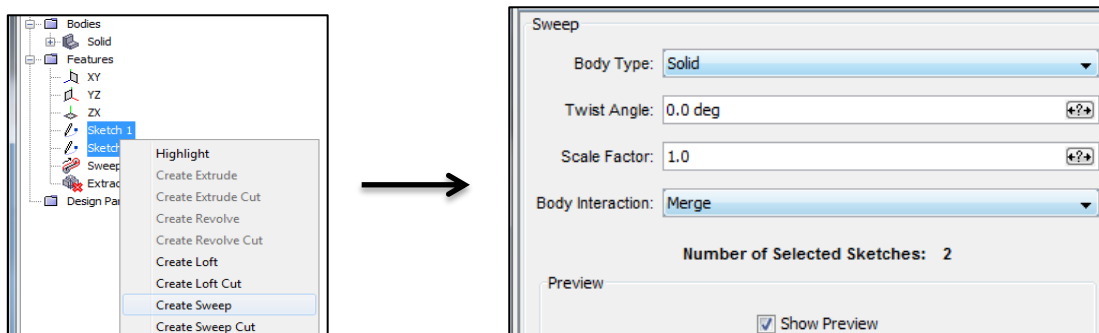 Bodies
Solid
Features
XY
YZ
ZX
Sketch 1
Sketch
Sweep
Extrac
Design Par
Highlight
Create Extrude
Create Extrude Cut
Create Revolve
Create Revolve Cut
Create Loft
Create Loft Cut
Create Sweep
Create Sweep Cut
Sweep
Body Type: Solid
Twist Angle: 0.0 deg
Scale Factor: 1.0
Body Interaction: Merge
Number of Selected Sketches: 2
Preview
Show Preview